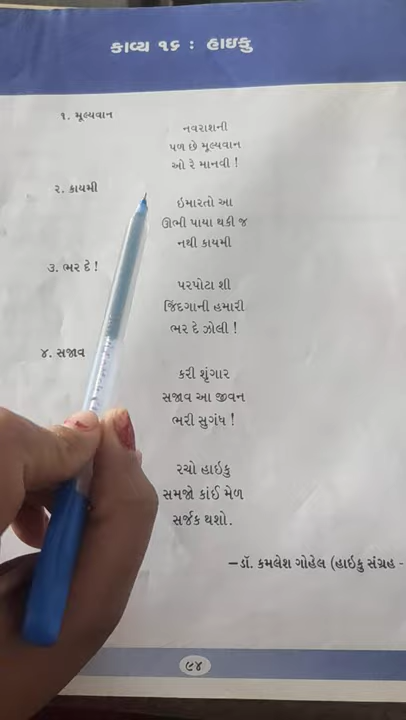 કાવ્ય ૧૬ : હાઇકુ
૧. મૂલ્યવાન
નવરાશની
પળ છે મૂલ્યવાન
ઓ રે માનવી !
૨. કાયમી
ઇમારતો આ
ઊભી પાયા થકી જ
નથી કાયમી
૩. ભર દે !
પરપોટા શી
જિંદગાની હમારી
ભર દે ઝોલી !
૪. સજાવ
કરી શૃંગાર
સજાવ આ જીવન
ભરી સુગંધ !
રચો હાઇકુ
સમજો કાંઈ મેળ
સર્જક થશો.
–ડૉ. કમલેશ ગોહેલ (હાઇકુ સંગ્રહ -
૯૪